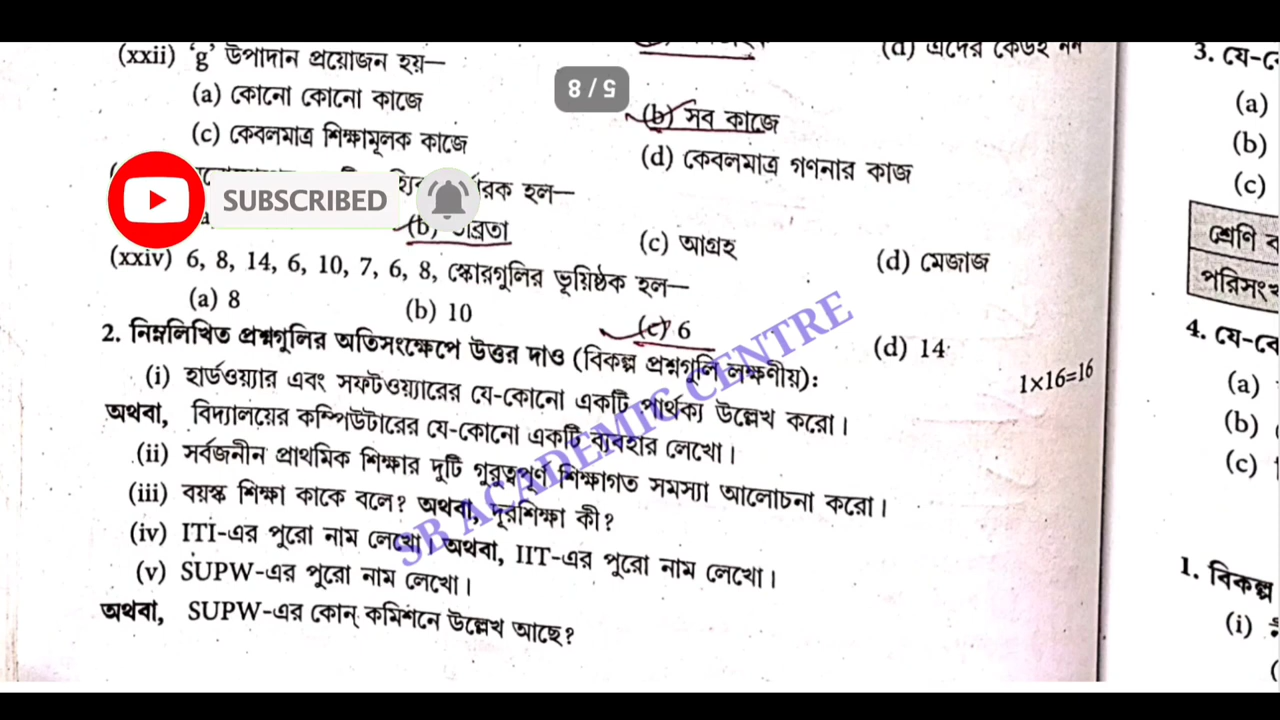 (xxii) 'g' উপাদান প্রয়োজন হয়—
(d) এদের কেউই নন
(a) কোনো কোনো কাজে
(b) সব কাজে
(c) কেবলমাত্র শিক্ষামূলক কাজে
(d) কেবলমাত্র গণনার কাজ
5/8
SUBSCRIBED
হল—
(b)
(c) আগ্রহ
(d) মেজাজ
(xxiv) 6, 8, 14, 6, 10, 7, 6, 8, স্কোরগুলির ভূয়িষ্ঠক হল—
(a) 8
(b) 10
(c) 6
(d) 14
2. নিম্নলিখিত প্রশ্নগুলির অতিসংক্ষেপে উত্তর দাও (বিকল্প প্রশ্নগুলি লক্ষণীয়):
1×16=16
(i) হার্ডওয়্যার এবং সফটওয়্যারের যে-কোনো একটি পার্থক্য উল্লেখ করো।
অথবা, বিদ্যালয়ের কম্পিউটারের যে-কোনো একটি ব্যবহার লেখো।
(ii) সর্বজনীন প্রাথমিক শিক্ষার দুটি গুরুত্বপূর্ণ শিক্ষাগত সমস্যা আলোচনা করো।
(iii) বয়স্ক শিক্ষা কাকে বলে? অথবা, দূরশিক্ষা কী?
(iv) ITI-এর পুরো নাম লেখো। অথবা, IIT-এর পুরো নাম লেখো।
(v) SUPW-এর পুরো নাম লেখো।
অথবা, SUPW-এর কোন্ কমিশনে উল্লেখ আছে?
SB ACADEMIC CENTRE
(a)
(b)
(c)
শ্রেণি
4.
(a)
(b)
(c)
1. বিকল্প
(i)